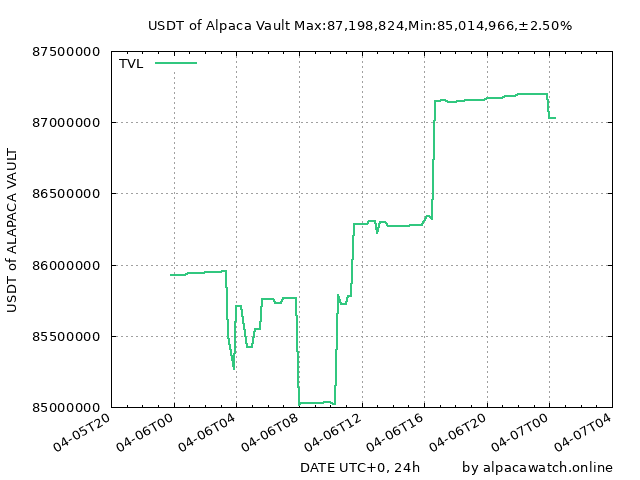 USDT of Alpaca Vault Max:87,198,824,Min:85,014,966,±2.50%
87500000
TVL
87000000
86500000
86000000
85500000
85000000
USDT of ALAPACA VAULT
04-05T20
04-06T00
04-06T04
04-06T08
04-06T12
04-06T16
04-06T20
04-07T00
04-07T04
DATE UTC+0, 24h
by alpacawatch.online